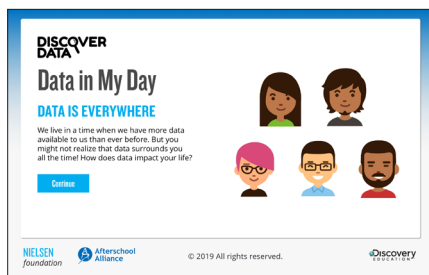 DISCOVER
DATA
Data in My Day
DATA IS EVERYWHERE
We live in a time when we have more data
available to us than ever before. But you
might not realize that data surrounds you
all the time! How does data impact your life?
Continue
NIELSEN
foundation
Afterschool
Alliance
© 2019 All rights reserved.
Discovery
EDUCATION